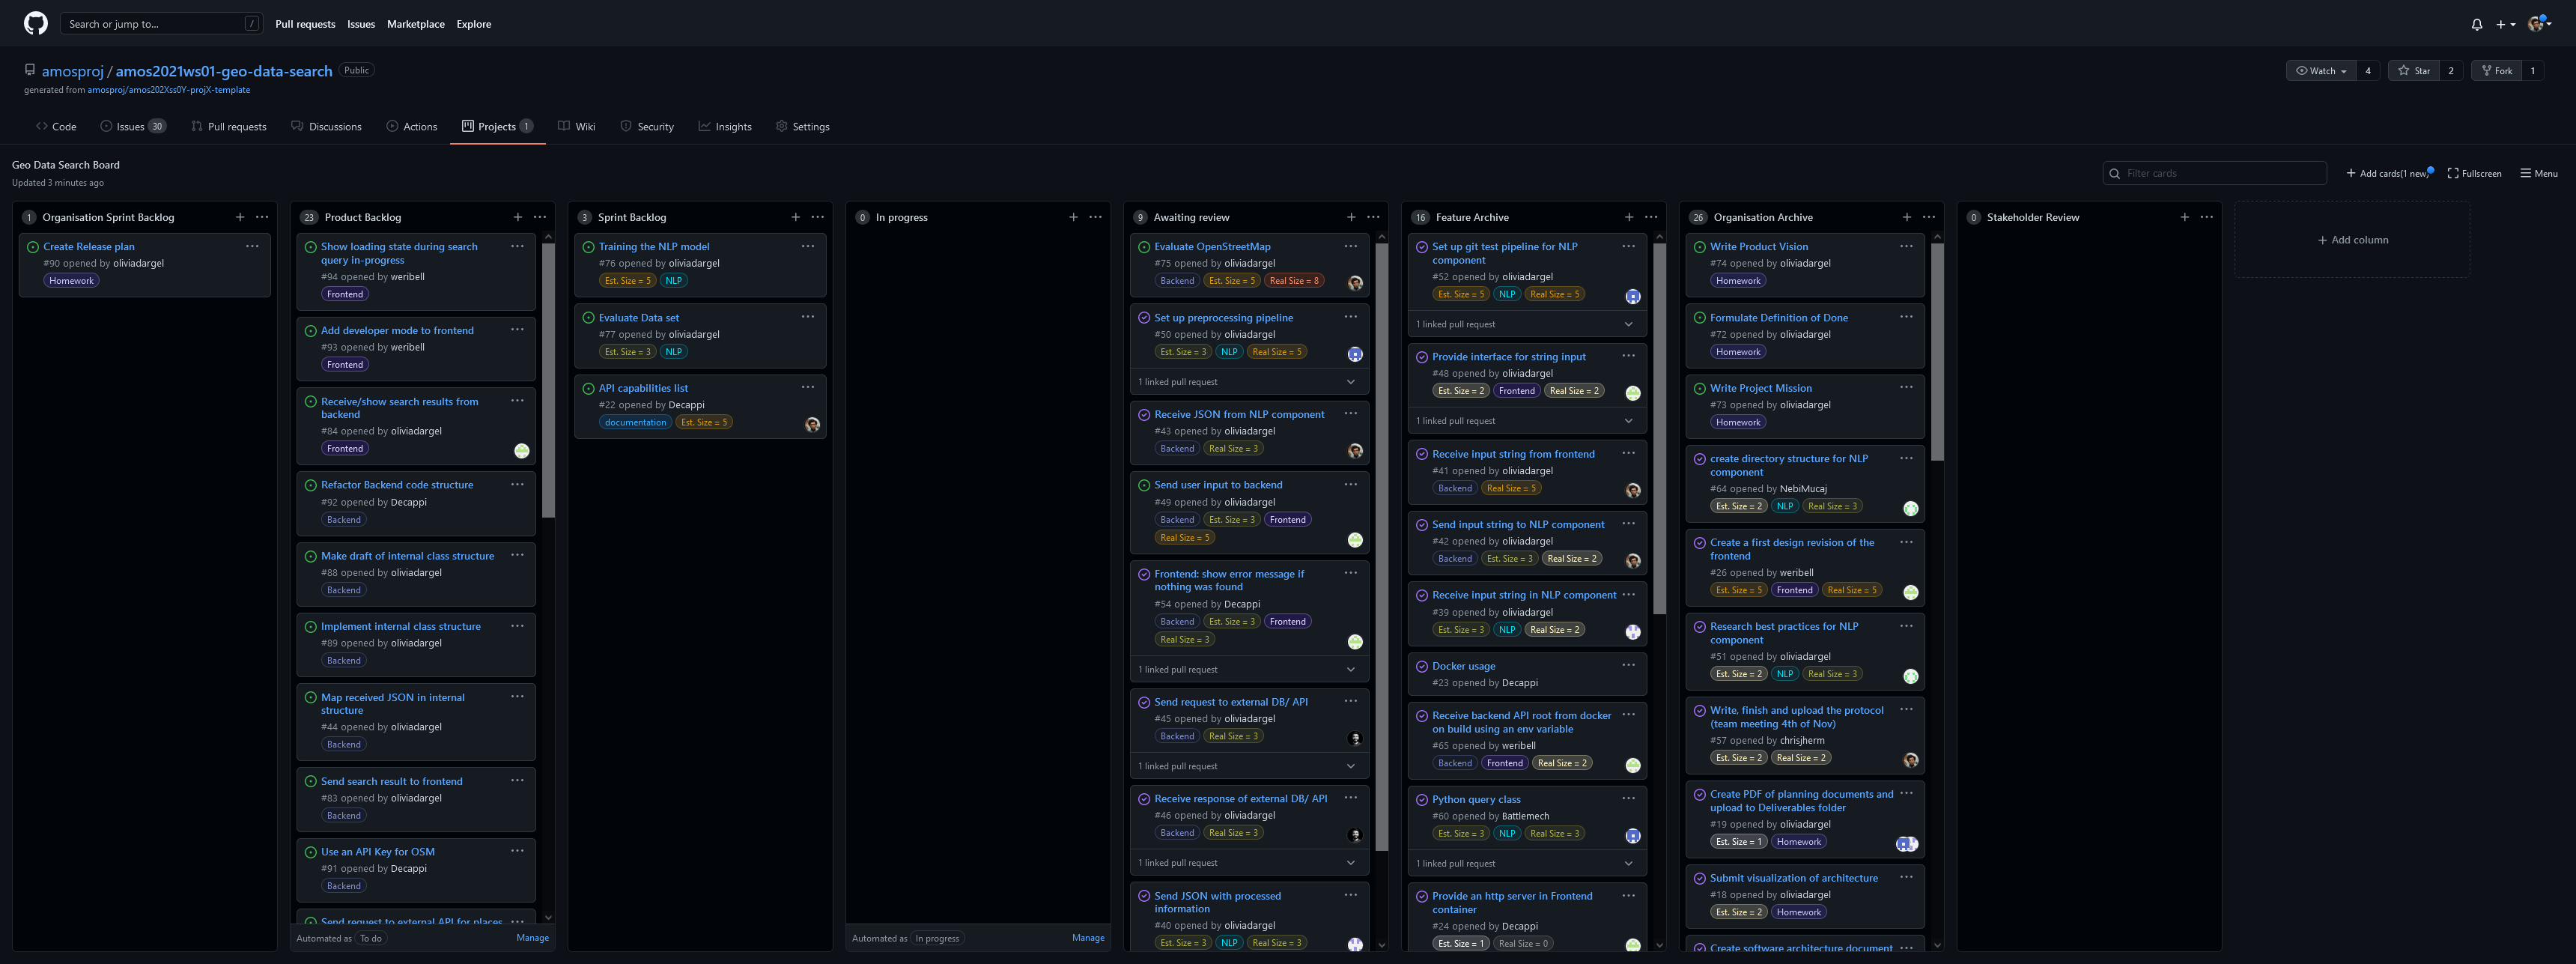 Search or jump to...
/
Pull requests
Issues
Marketplace
Explore
amosproj / amos2021ws01-geo-data-search
Public
generated from amosproj/amos202Xss0Y-projX-template
Watch
4
Star
2
Fork
1
Code
Issues 30
Pull requests
Discussions
Actions
Projects 1
Wiki
Security
Insights
Settings
Geo Data Search Board
Updated 3 minutes ago
Filter cards
Add cards(1 new)
Fullscreen
Menu
1 Organisation Sprint Backlog
Create Release plan
#90 opened by oliviadargel
Homework
23 Product Backlog
Show loading state during search
query in-progress
#94 opened by weribell
Frontend
Add developer mode to frontend
#93 opened by weribell
Frontend
Receive/show search results from
backend
#84 opened by oliviadargel
Frontend
Refactor Backend code structure
#92 opened by Decappi
Backend
Make draft of internal class structure
#88 opened by oliviadargel
Backend
Implement internal class structure
#89 opened by oliviadargel
Backend
Map received JSON in internal
structure
#44 opened by oliviadargel
Backend
Send search result to frontend
#83 opened by oliviadargel
Backend
Use an API Key for OSM
#91 opened by Decappi
Backend
Send request to external API for places
Automated as To do
Manage
3 Sprint Backlog
Training the NLP model
#76 opened by oliviadargel
Est. Size = 5 NLP
Evaluate Data set
#77 opened by oliviadargel
Est. Size = 3 NLP
API capabilities list
#22 opened by Decappi
documentation Est. Size = 5
0 In progress
Automated as In progress
Manage
9 Awaiting review
Evaluate OpenStreetMap
#75 opened by oliviadargel
Backend Est. Size = 5 Real Size = 8
Set up preprocessing pipeline
#50 opened by oliviadargel
Est. Size = 3 NLP Real Size = 5
1 linked pull request
Receive JSON from NLP component
#43 opened by oliviadargel
Backend Real Size = 3
Send user input to backend
#49 opened by oliviadargel
Backend Est. Size = 3 Frontend
Real Size = 5
Frontend: show error message if
nothing was found
#54 opened by Decappi
Backend Est. Size = 3 Frontend
Real Size = 3
1 linked pull request
Send request to external DB/ API
#45 opened by oliviadargel
Backend Real Size = 3
1 linked pull request
Receive response of external DB/ API
#46 opened by oliviadargel
Backend Real Size = 3
1 linked pull request
Send JSON with processed
information
#40 opened by oliviadargel
Est. Size = 3 NLP Real Size = 3
16 Feature Archive
Set up git test pipeline for NLP
component
#52 opened by oliviadargel
Est. Size = 5 NLP Real Size = 5
1 linked pull request
Provide interface for string input
#48 opened by oliviadargel
Est. Size = 2 Frontend Real Size = 2
1 linked pull request
Receive input string from frontend
#41 opened by oliviadargel
Backend Real Size = 5
Send input string to NLP component
#42 opened by oliviadargel
Backend Est. Size = 3 Real Size = 2
Receive input string in NLP component
#39 opened by oliviadargel
Est. Size = 3 NLP Real Size = 2
Docker usage
#23 opened by Decappi
Receive backend API root from docker
on build using an env variable
#65 opened by weribell
Backend Frontend Real Size = 2
Python query class
#60 opened by Battlemech
Est. Size = 3 NLP Real Size = 3
1 linked pull request
Provide an http server in Frontend
container
#24 opened by Decappi
Est. Size = 1 Real Size = 0
26 Organisation Archive
Write Product Vision
#74 opened by oliviadargel
Homework
Formulate Definition of Done
#72 opened by oliviadargel
Homework
Write Project Mission
#73 opened by oliviadargel
Homework
create directory structure for NLP
component
#64 opened by NebiMucaj
Est. Size = 2 NLP Real Size = 3
Create a first design revision of the
frontend
#26 opened by weribell
Est. Size = 5 Frontend Real Size = 5
Research best practices for NLP
component
#51 opened by oliviadargel
Est. Size = 2 NLP Real Size = 3
Write, finish and upload the protocol
(team meeting 4th of Nov)
#57 opened by chrisjherm
Est. Size = 2 Real Size = 2
Create PDF of planning documents and
upload to Deliverables folder
#19 opened by oliviadargel
Est. Size = 1 Homework
Submit visualization of architecture
#18 opened by oliviadargel
Est. Size = 2 Homework
Create software architecture document
0 Stakeholder Review
Add column